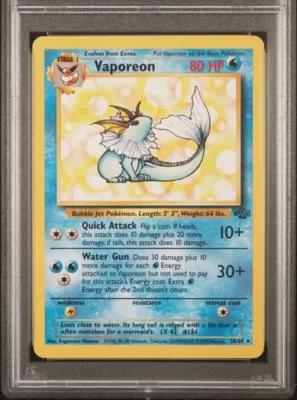 STAGE 1
Evolves from Eevee
Put Vaporeon on the Basic Pokémon
Vaporeon
80 HP
Bubble Jet Pokémon. Length: 3' 3", Weight: 64 lbs.
Quick Attack Flip a coin. If heads,
this attack does 10 damage plus 20 more
damage; if tails, this attack does 10 damage.
10+
Water Gun Does 30 damage plus 10
more damage for each Energy
attached to Vaporeon but not used to pay
for this attack's Energy cost. Extra
Energy after the 2nd doesn't count.
30+
weakness
resistance
retreat cost
Lives close to water. Its long tail is ridged with a fin that is
often mistaken for a mermaid's. LV. 42 #134
28/64